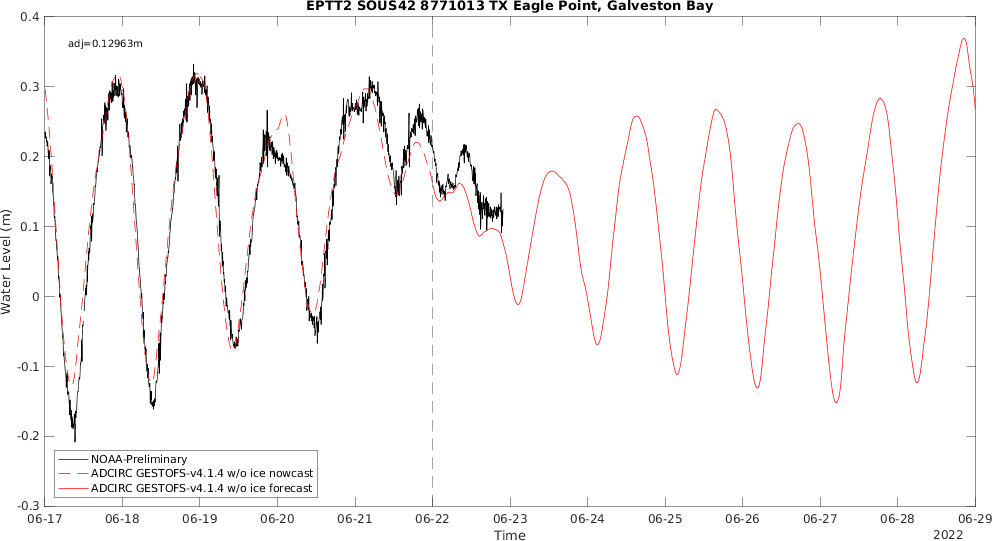 EPTT2 SOUS42 8771013 TX Eagle Point, Galveston Bay
adj=0.12963m
0.4
0.3
0.2
0.1
0
-0.1
-0.2
-0.3
Water Level (m)
NOAA-Preliminary
ADCIRC GESTOFS-v4.1.4 w/o ice nowcast
ADCIRC GESTOFS-v4.1.4 w/o ice forecast
06-17 06-18 06-19 06-20 06-21 06-22 06-23 06-24 06-25 06-26 06-27 06-28 06-29
Time
2022